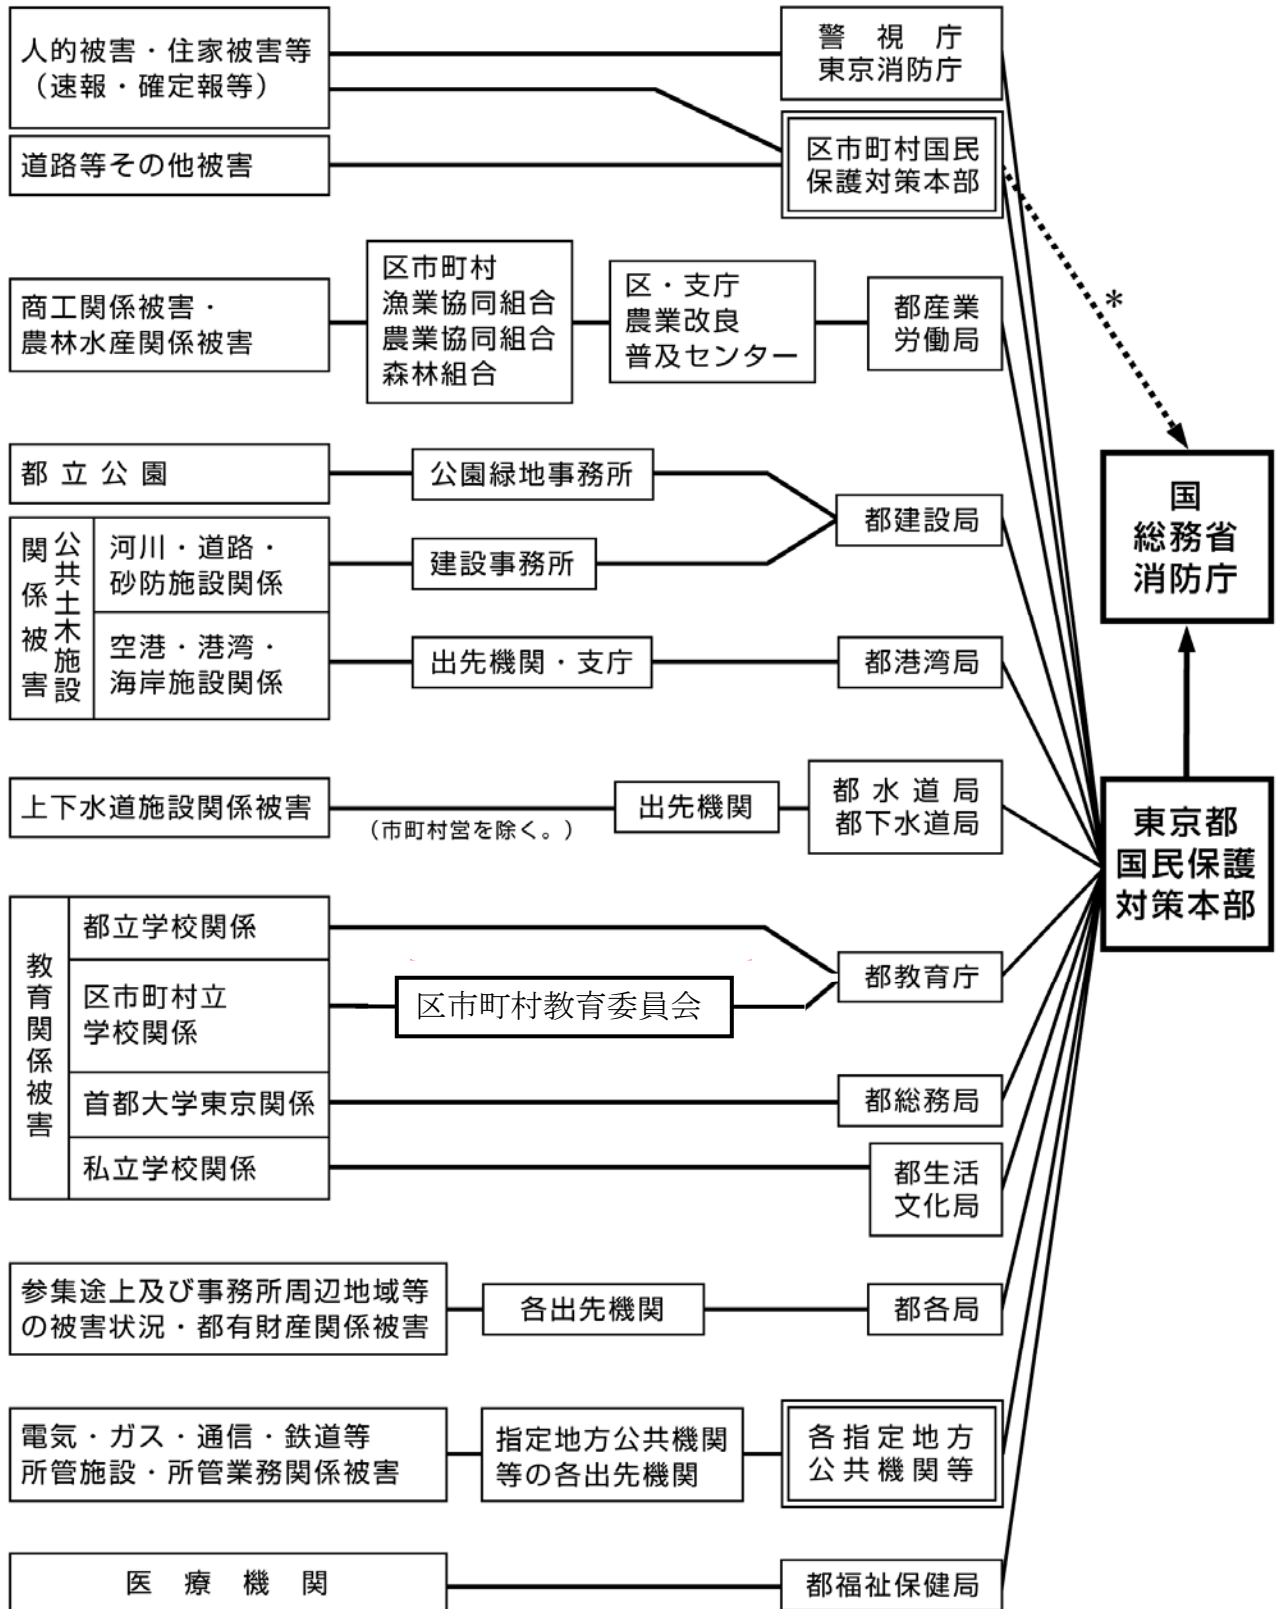 人的被害・住家被害等
（速報・確定報等）
警視庁
東京消防庁
道路等その他被害
区市町村国民
保護対策本部
＊
商工関係被害・
農林水産関係被害
区市町村
漁業協同組合
農業協同組合
森林組合
区・支庁
農業改良
普及センター
都産業
労働局
都立公園
公園緑地事務所
都建設局
国
総務省
消防庁
公共土木施設
関係被害
河川・道路・
砂防施設関係
建設事務所
空港・港湾・
海岸施設関係
出先機関・支庁
都港湾局
上下水道施設関係被害
（市町村営を除く。）
出先機関
都水道局
都下水道局
東京都
国民保護
対策本部
教育関係被害
都立学校関係
区市町村立
学校関係
区市町村教育委員会
都教育庁
首都大学東京関係
都総務局
私立学校関係
都生活
文化局
参集途上及び事務所周辺地域等
の被害状況・都有財産関係被害
各出先機関
都各局
電気・ガス・通信・鉄道等
所管施設・所管業務関係被害
指定地方公共機関
等の各出先機関
各指定地方
公共機関等
医療機関
都福祉保健局